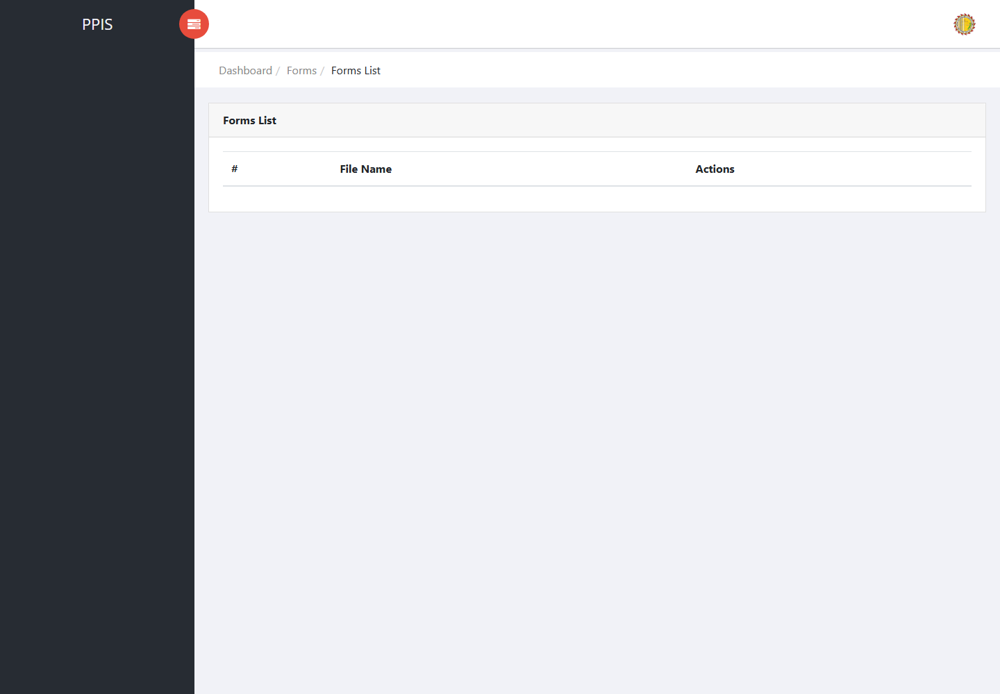 PPIS
Dashboard / Forms / Forms List
Forms List
# File Name Actions